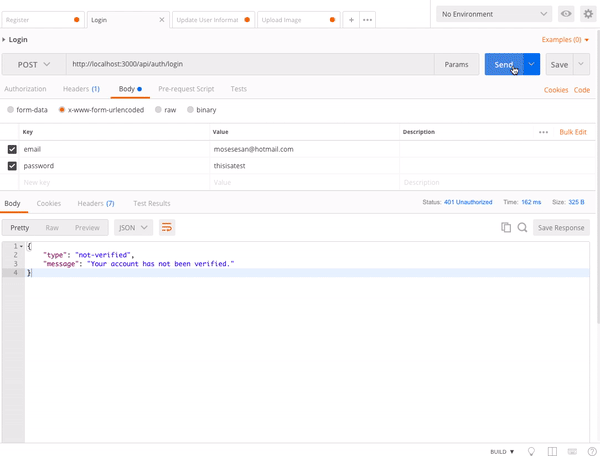 Register
Login
Update User Informat
Upload Image
+
No Environment
Login
Examples (0)
POST
http://localhost:3000/api/auth/login
Params
Send
Save
Authorization
Headers (1)
Body
Pre-request Script
Tests
Cookies
Code
form-data
x-www-form-urlencoded
raw
binary
Key
Value
Description
Bulk Edit
email
mosesesan@hotmail.com
password
thisisatest
New key
Value
Description
Body
Cookies
Headers (7)
Test Results
Status: 401 Unauthorized
Time: 162 ms
Size: 325 B
Pretty
Raw
Preview
JSON
Save Response
1 {
2 "type": "not-verified",
3 "message": "Your account has not been verified."
4 }
BUILD